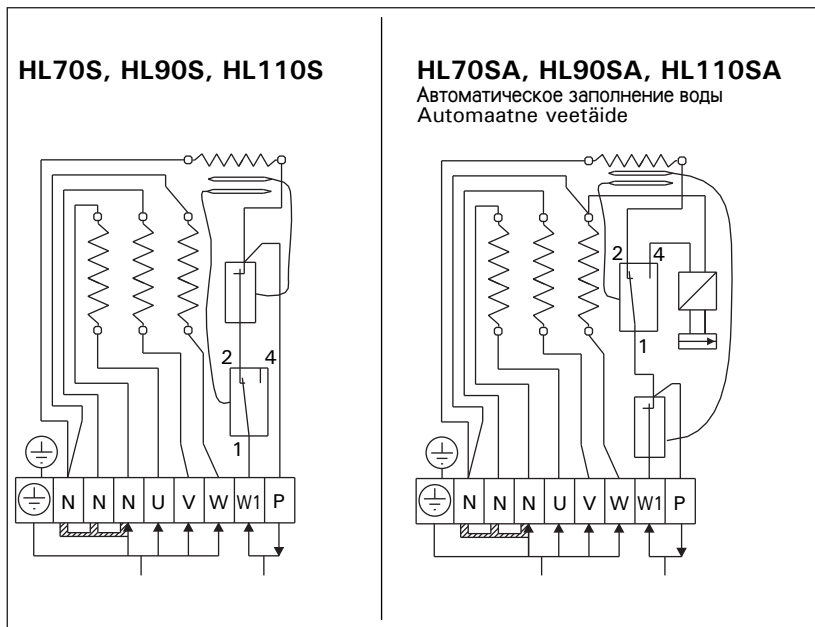 HL70S, HL90S, HL110S
2 4
1
N N N U V W W1 P
HL70SA, HL90SA, HL110SA
Автоматическое заполнение воды
Automaatne veetäide
2 4
1
N N N U V W W1 P